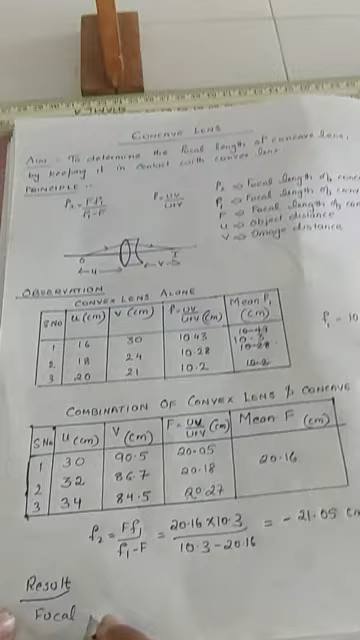 CONCAVE LENS
Aim : To determine the focal length of concave lens,
by keeping it in contact with convex lens.
PRINCIPLE :-
f₂ = Ff₁/f₁-F
f = uv/u+v
f₂ => Focal length of conc
f₁ => Focal length of conv
F => Focal length of co
u => Object distance
v => Image distance
O
I
← u →
← v →
OBSERVATION
CONVEX LENS ALONE
S No u (cm) v (cm) f = uv/u+v (cm) Mean f₁ (cm)
1 16 30 10.43
2 18 24 10.28
3 20 21 10.2
f₁ = 10
COMBINATION OF CONVEX LENS & CONCAVE
S No u (cm) V (cm) F = uv/u+v (cm) Mean F (cm)
1 30 90.5 20.05 20.16
2 32 86.7 20.18
3 34 84.5 20.27
f₂ = Ff₁/f₁-F = 20.16 x 10.3/10.3 - 20.16 = - 21.05 cm
Result
Focal